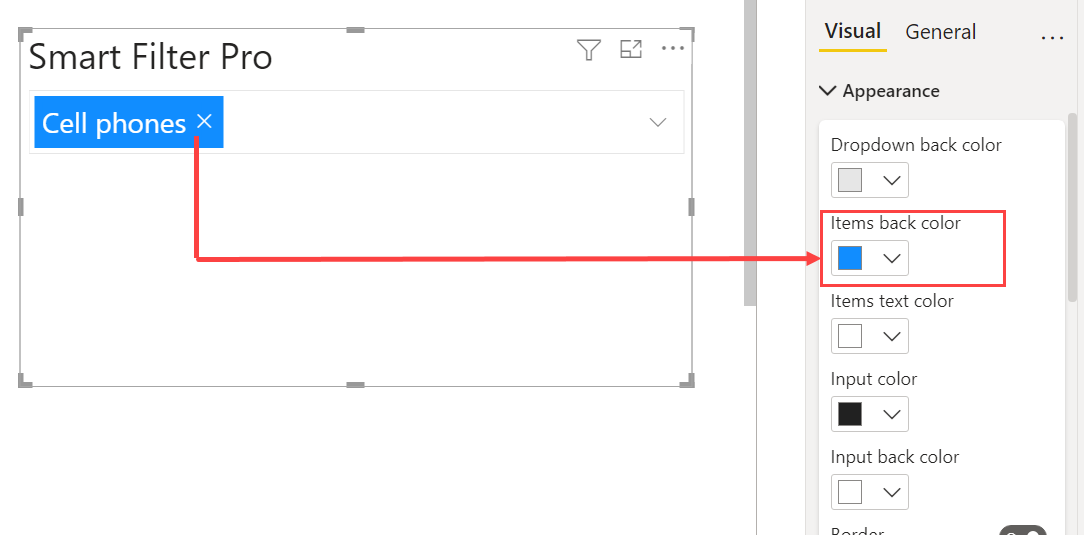 Smart Filter Pro
Cell phones
Visual General
Appearance
Dropdown back color
Items back color
Items text color
Input color
Input back color
Border